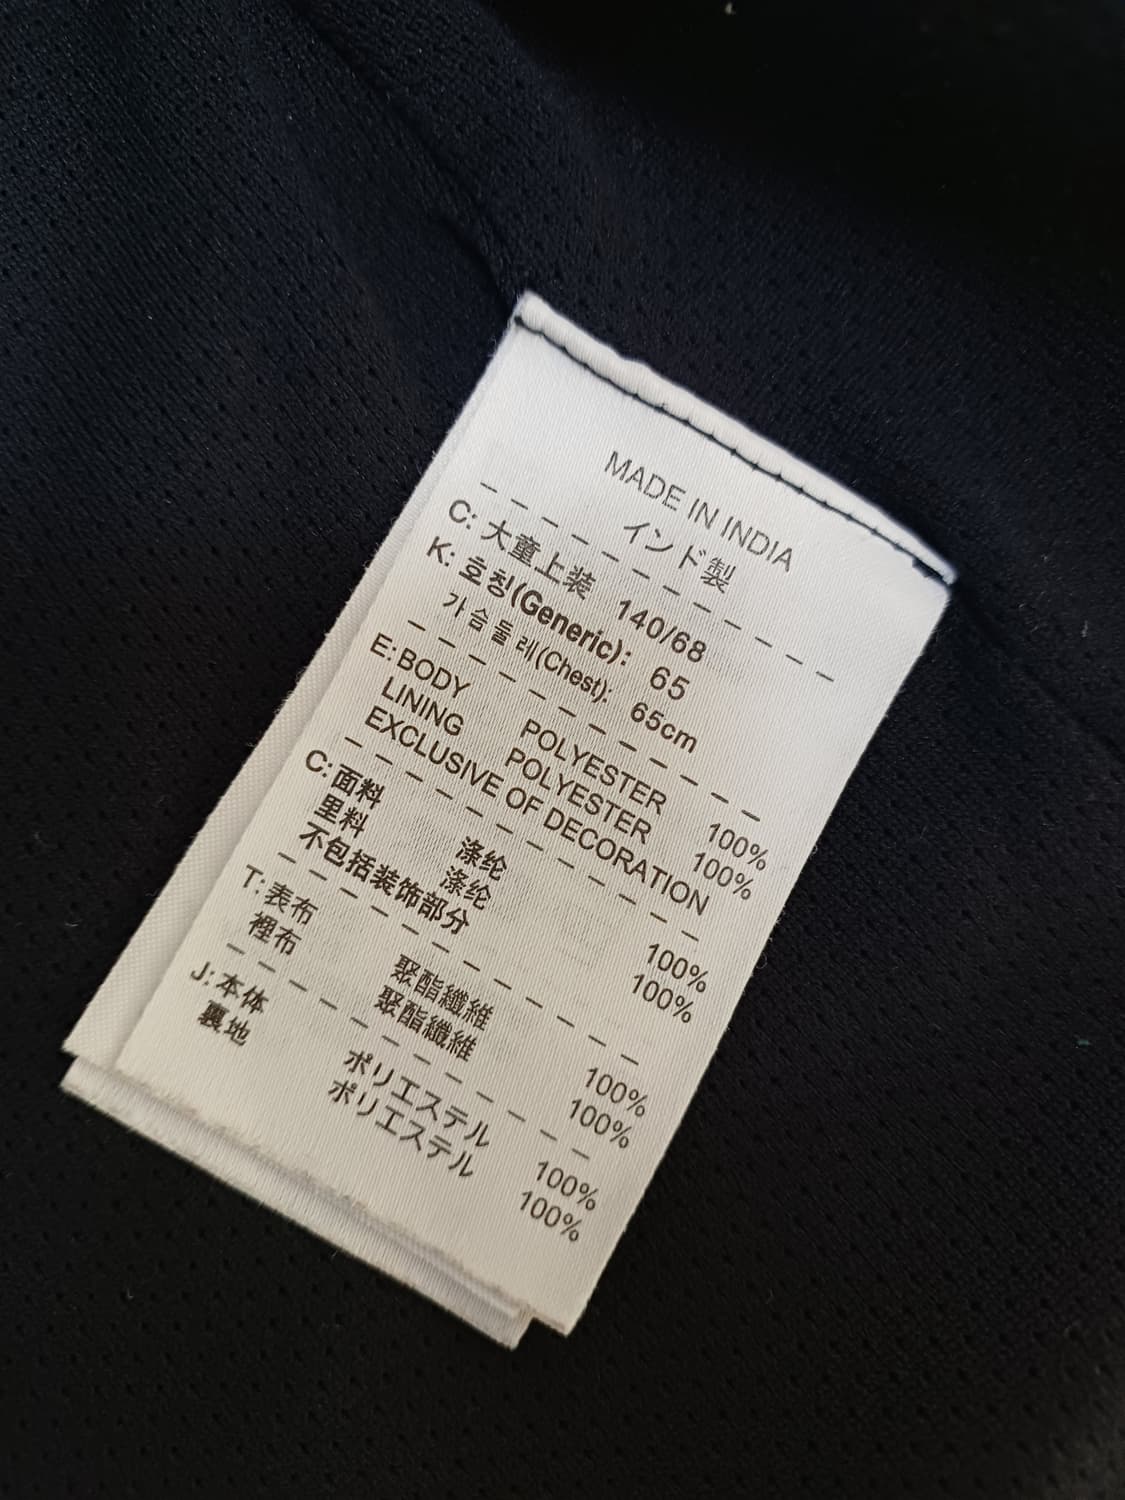 MADE IN INDIA
インド製
C: 大童上装 140/68
K: 호칭(Generic): 65
가슴둘레(Chest): 65cm
E: BODY POLYESTER 100%
LINING POLYESTER 100%
EXCLUSIVE OF DECORATION
C: 面料 涤纶 100%
里料 涤纶 100%
不包括装饰部分
T: 表布 聚酯纖維 100%
裡布 聚酯纖維 100%
J: 本体 ポリエステル 100%
裏地 ポリエステル 100%